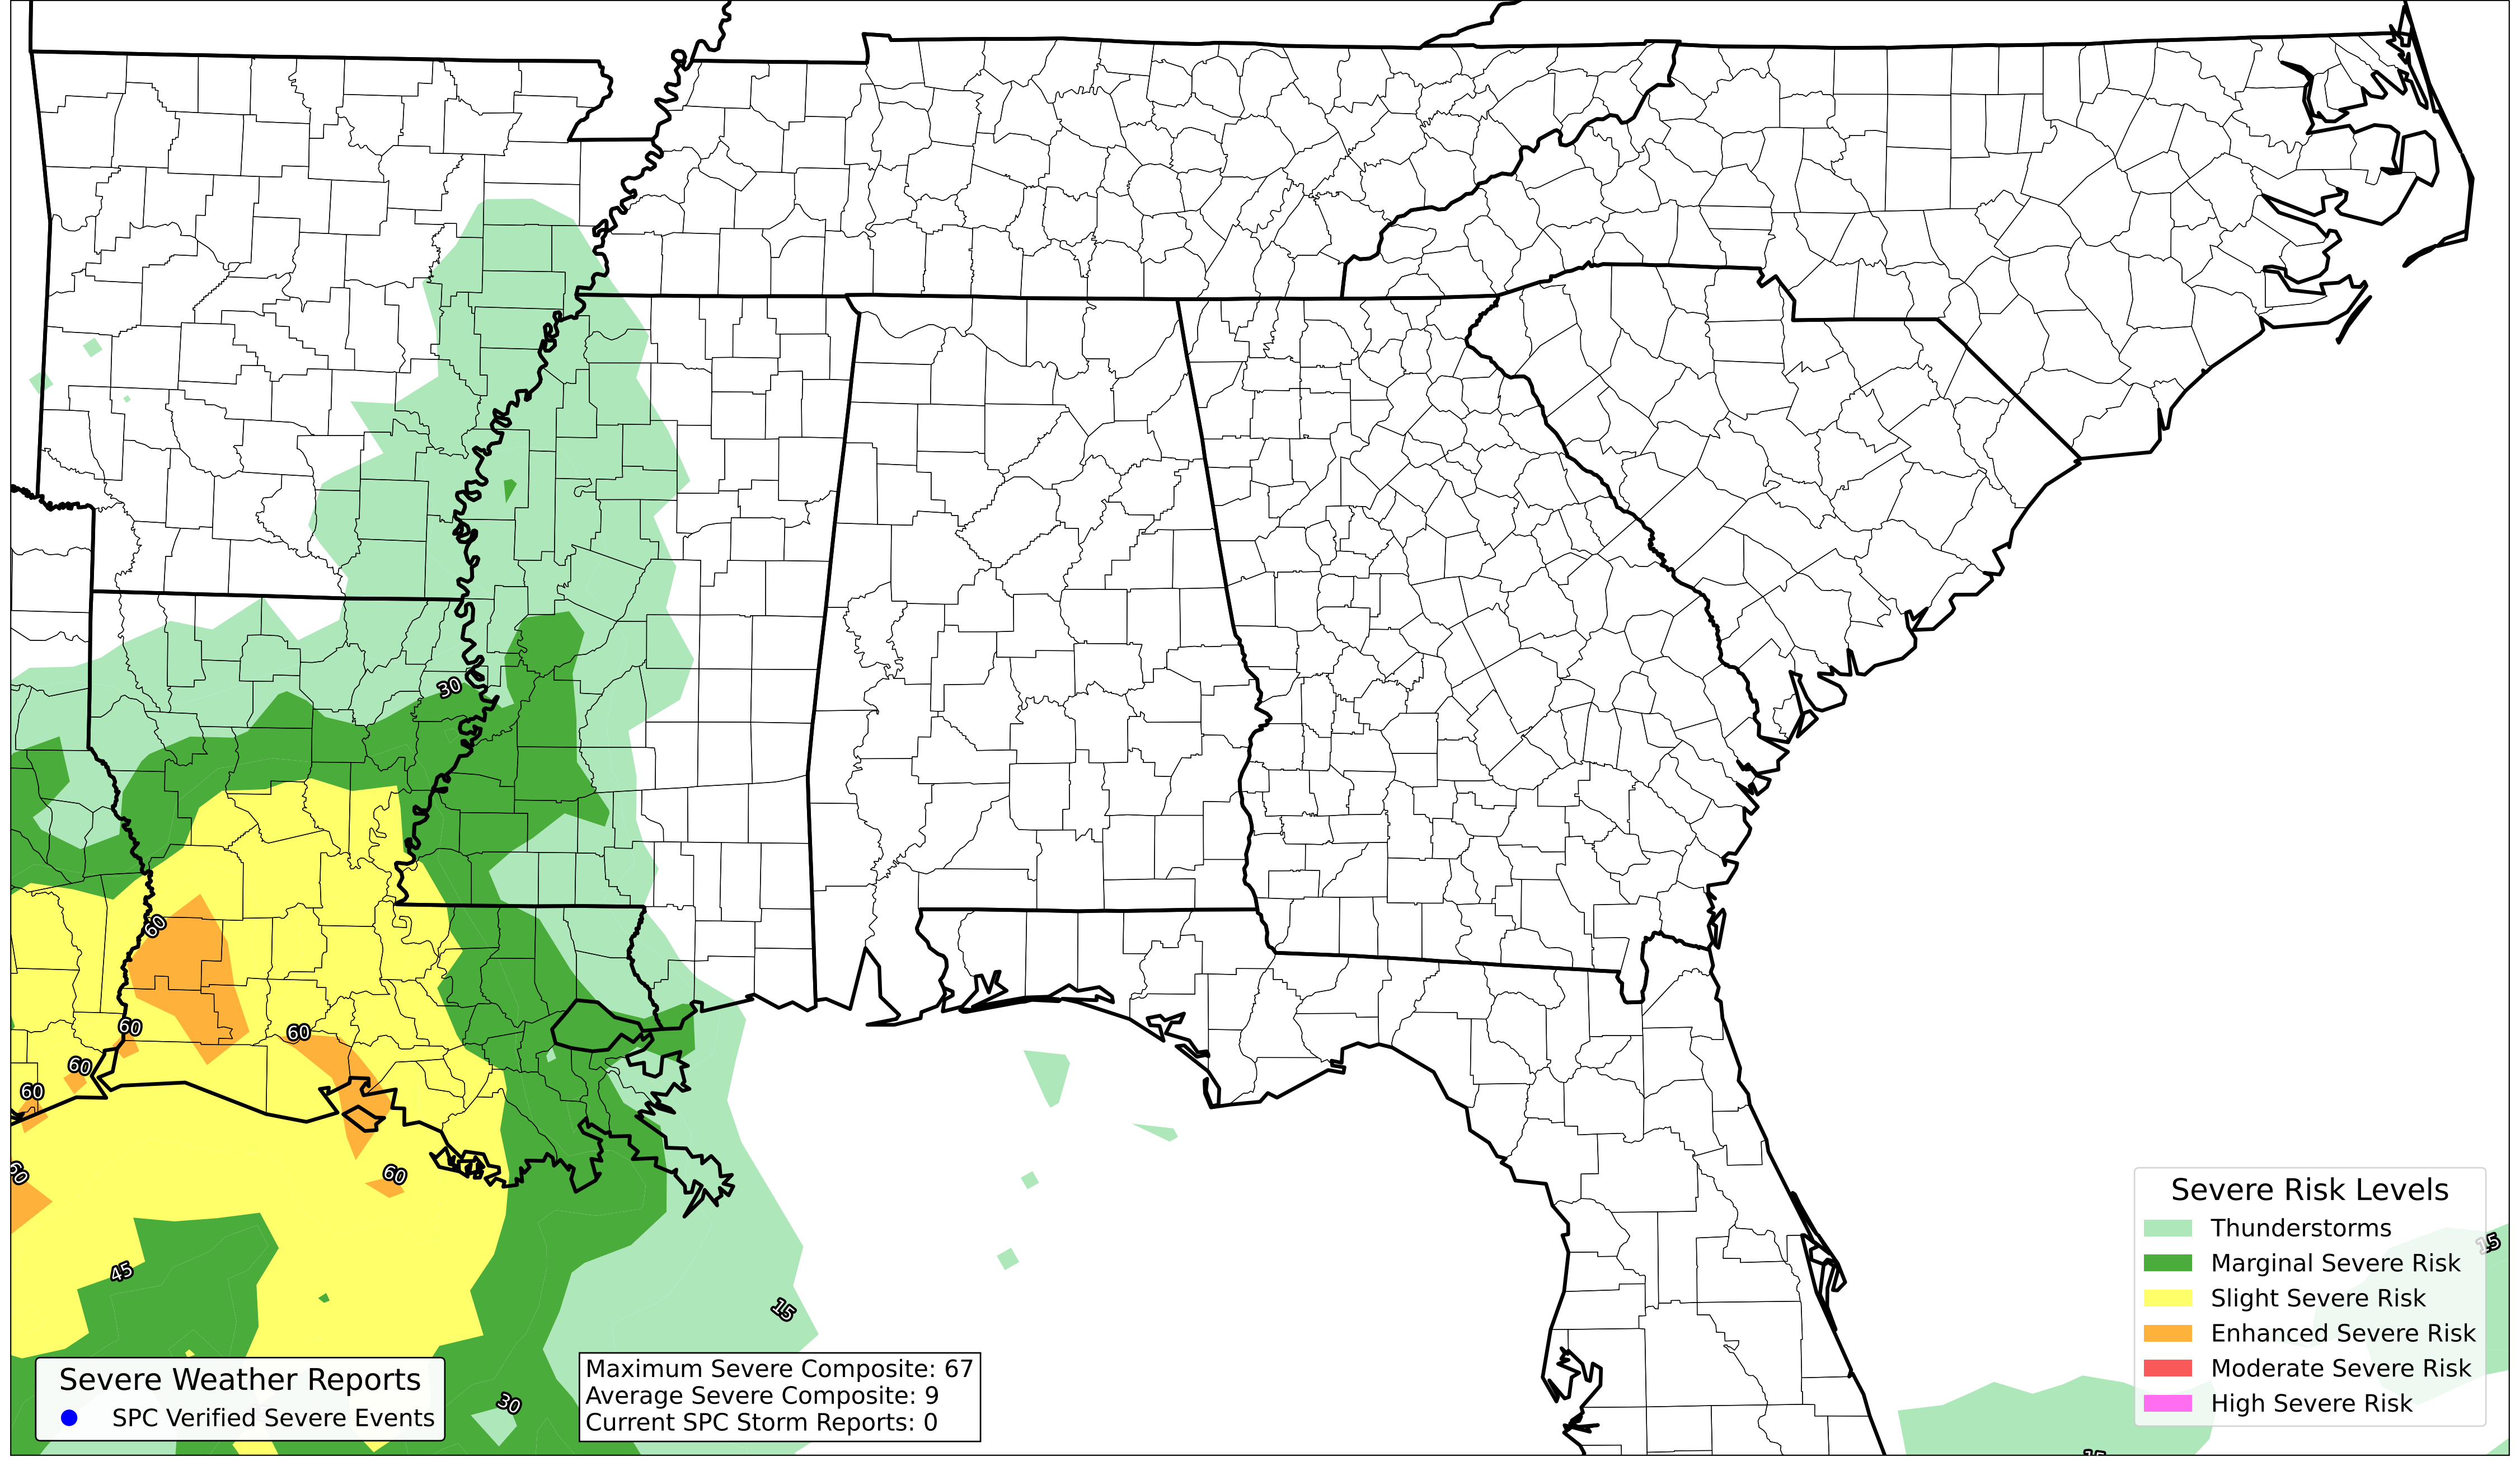 30
60
60
60
60
60
60
60
45
15
30
15
15
Severe Risk Levels
Thunderstorms
Marginal Severe Risk
Slight Severe Risk
Enhanced Severe Risk
Moderate Severe Risk
High Severe Risk
Severe Weather Reports
SPC Verified Severe Events
Maximum Severe Composite: 67
Average Severe Composite: 9
Current SPC Storm Reports: 0